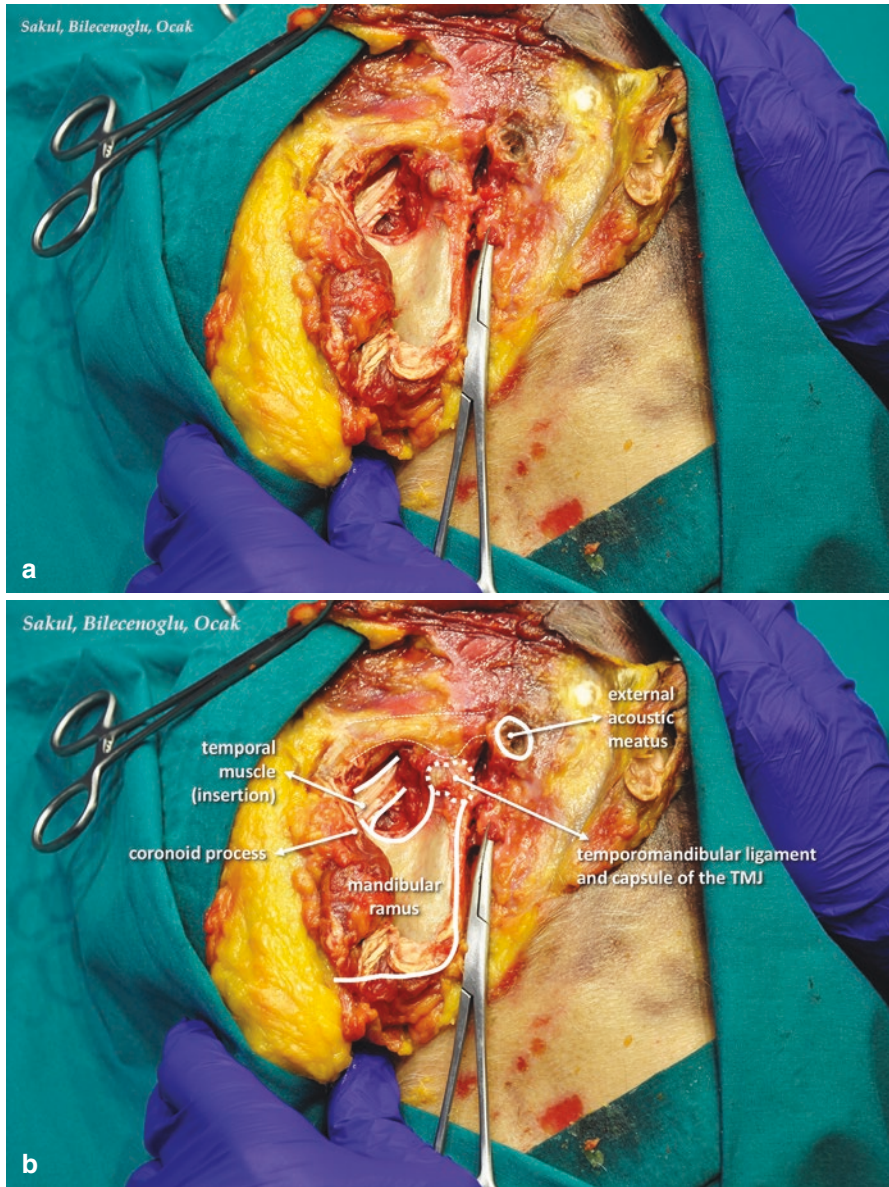 Sakul, Bilecenoglu, Ocak
a
Sakul, Bilecenoglu, Ocak
external
acoustic
meatus
temporal
muscle
(insertion)
coronoid process
temporomandibular ligament
and capsule of the TMJ
mandibular
ramus
b